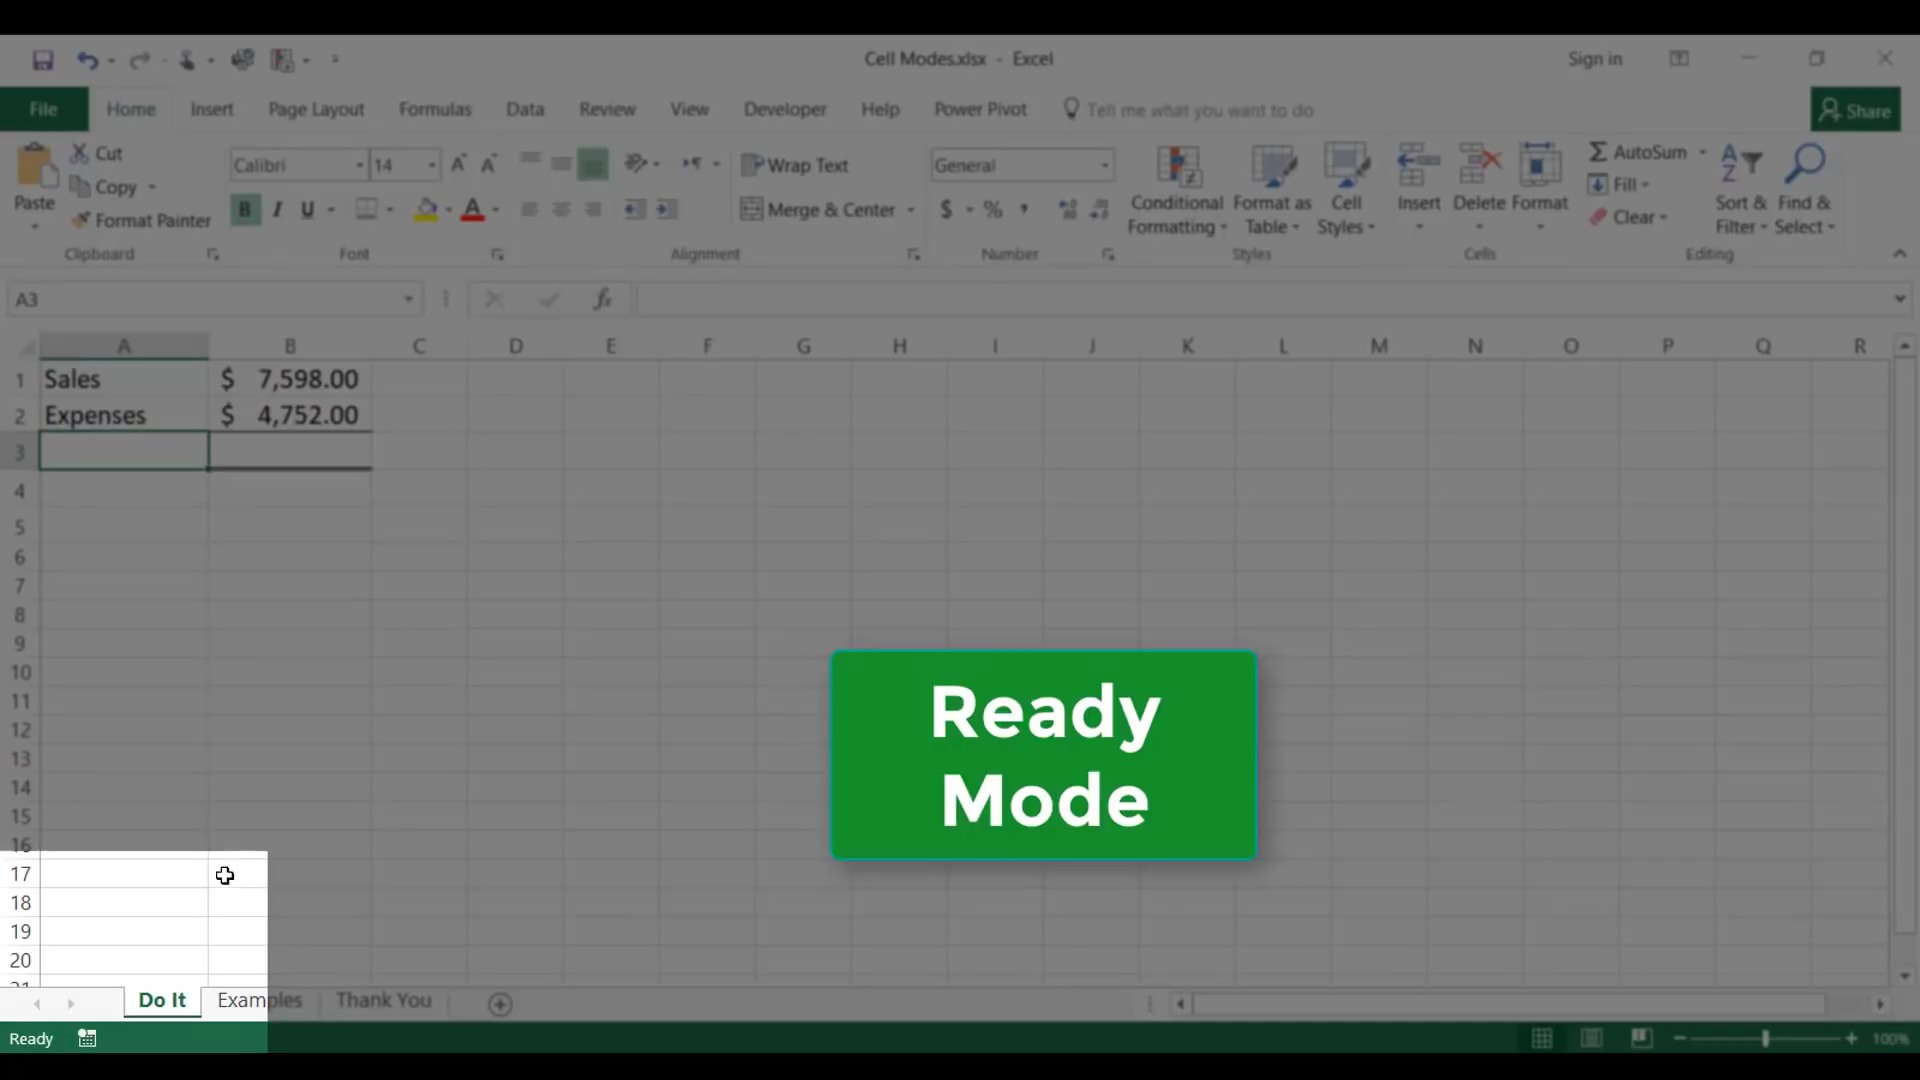 Cell Modes.xlsx - Excel
Sign in
File Home Insert Page Layout Formulas Data Review View Developer Help Power Pivot Tell me what you want to do Share
Paste
Cut
Copy
Format Painter
Clipboard
Calibri 14
B I U A
Font
Wrap Text
Merge & Center
Alignment
General
$ % ,
Number
Conditional Formatting
Format as Table
Cell Styles
Styles
Insert Delete Format
Cells
AutoSum
Fill
Clear
Sort & Filter
Find & Select
Editing
A3 fx
A B C D E F G H I J K L M N O P Q R
1 Sales $ 7,598.00
2 Expenses $ 4,752.00
3
4
5
6
7
8
9
10
11
12
13
14
15
16
17
18
19
20
21
Ready
Mode
Do It Examples Thank You
Ready 100%